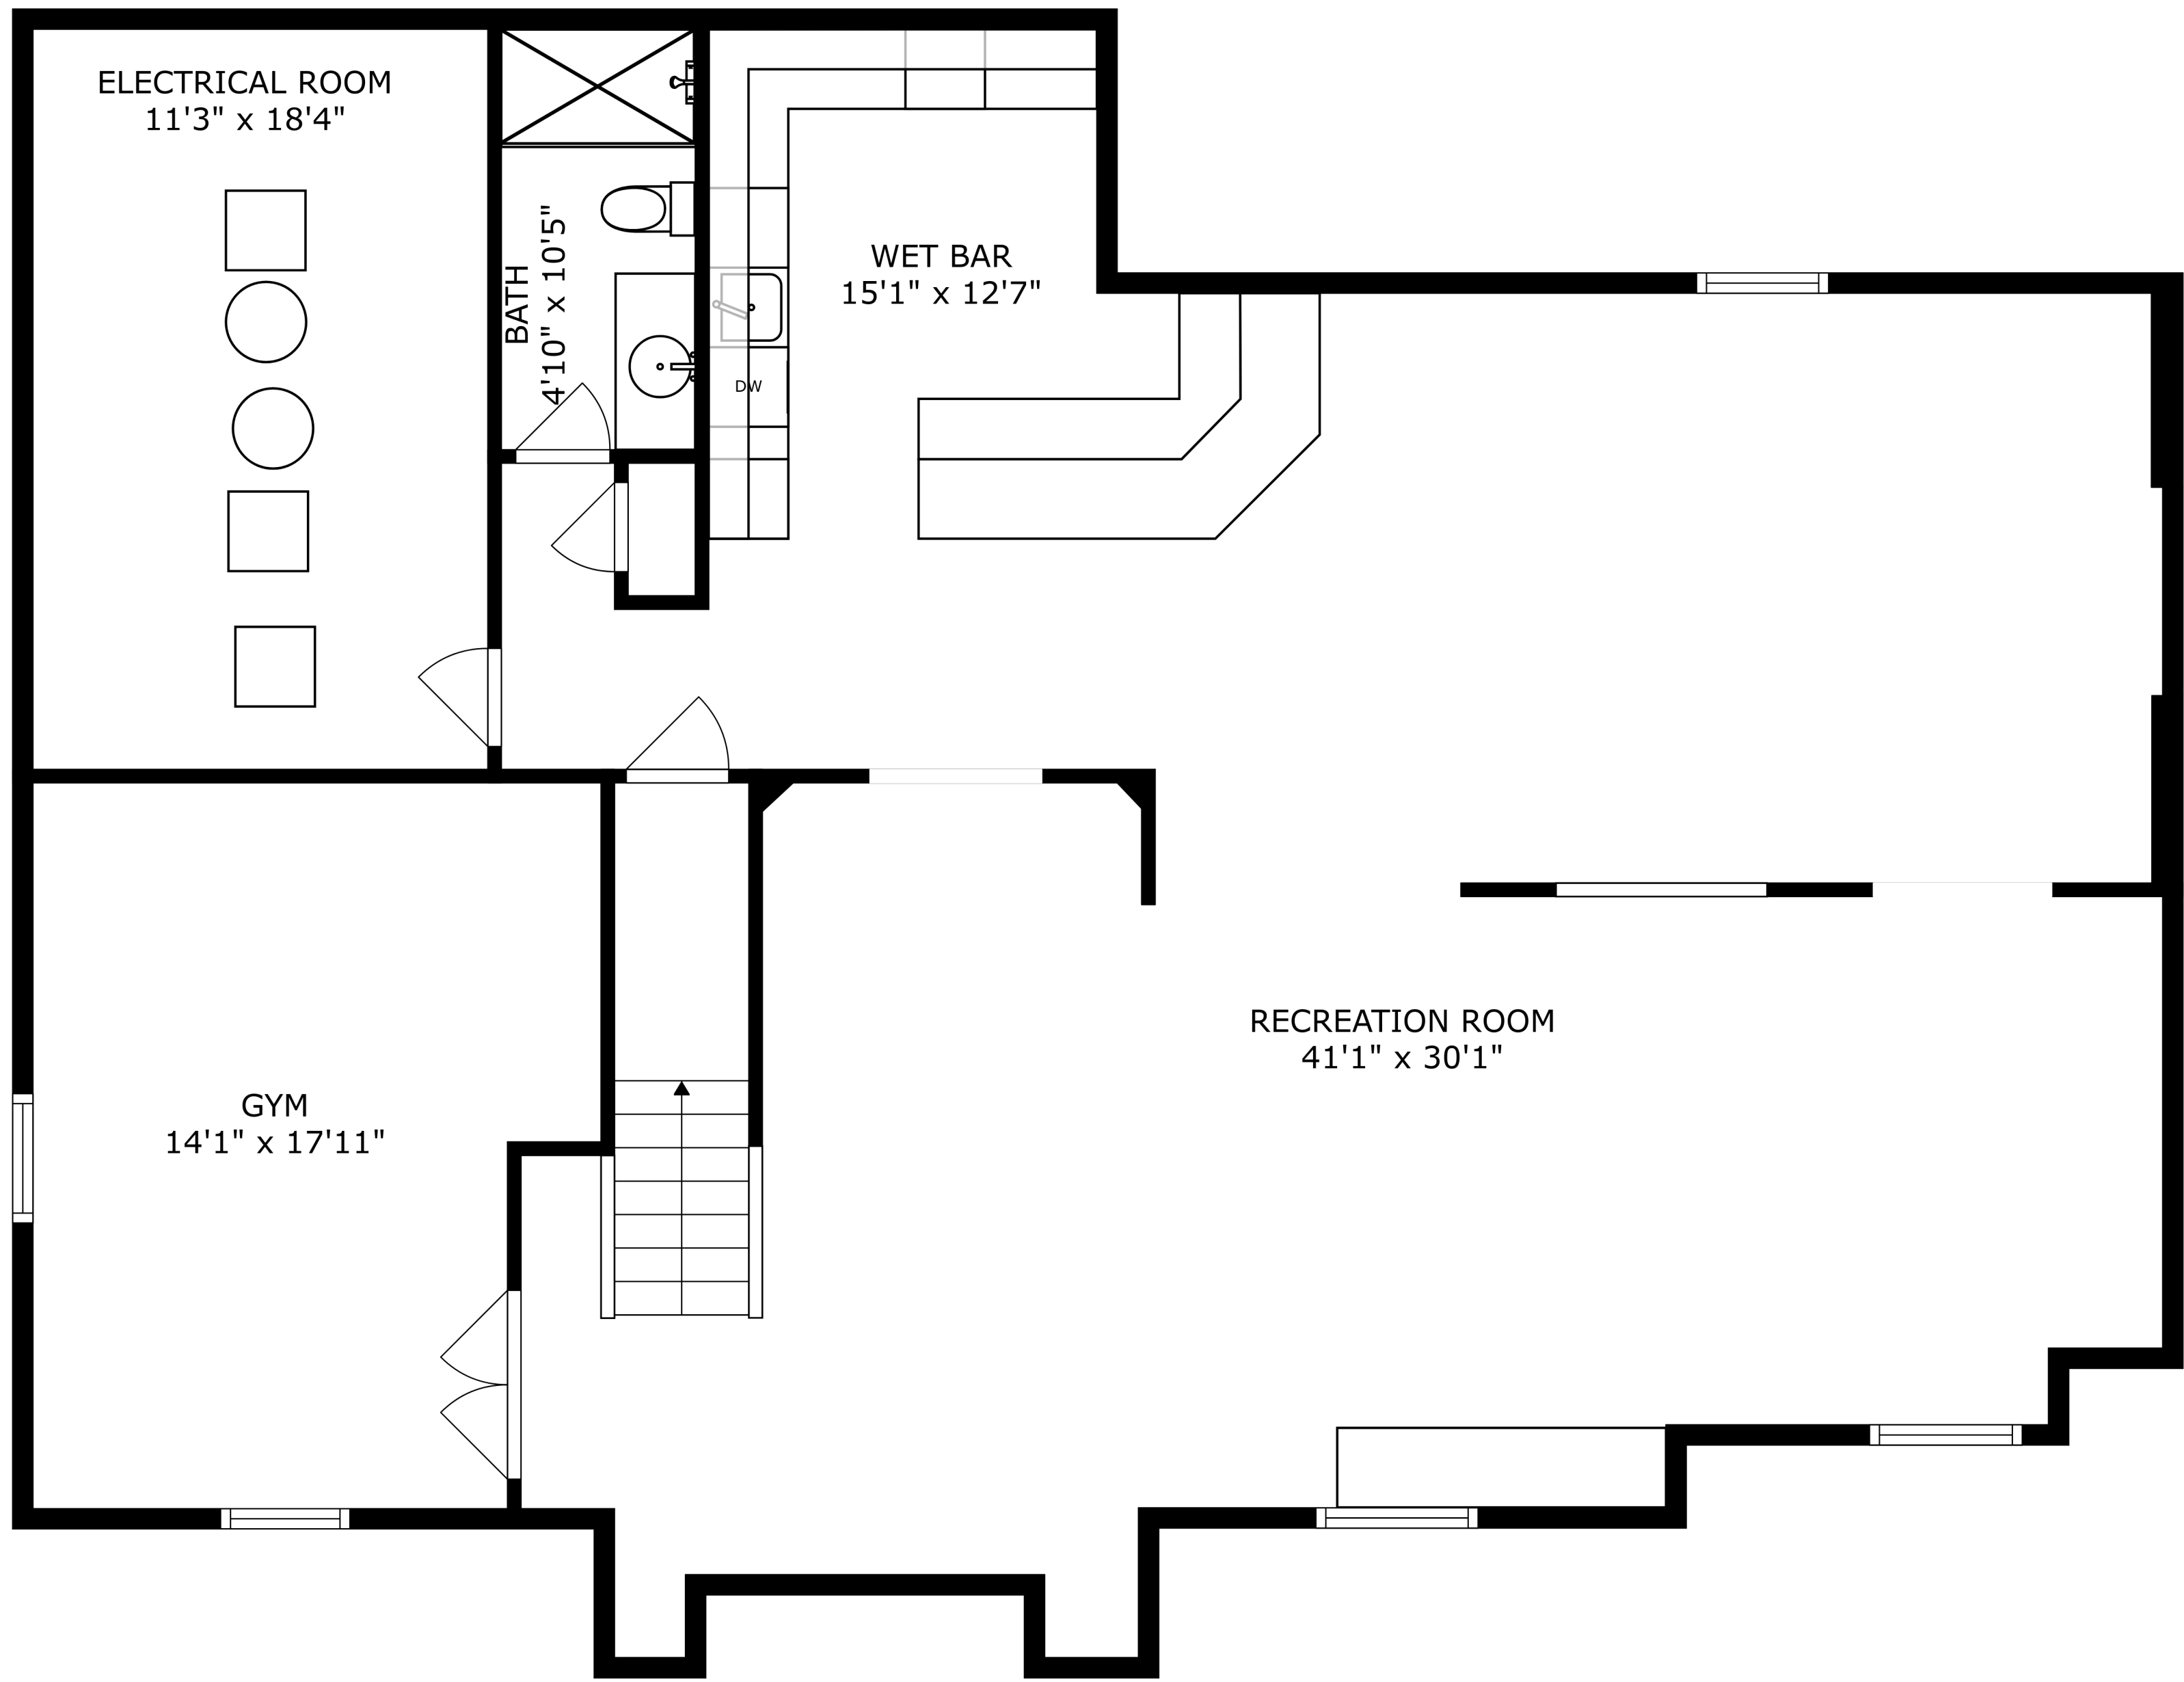 ELECTRICAL ROOM
11'3" x 18'4"
BATH
4'10" x 10'5"
WET BAR
15'1" x 12'7"
DW
RECREATION ROOM
41'1" x 30'1"
GYM
14'1" x 17'11"